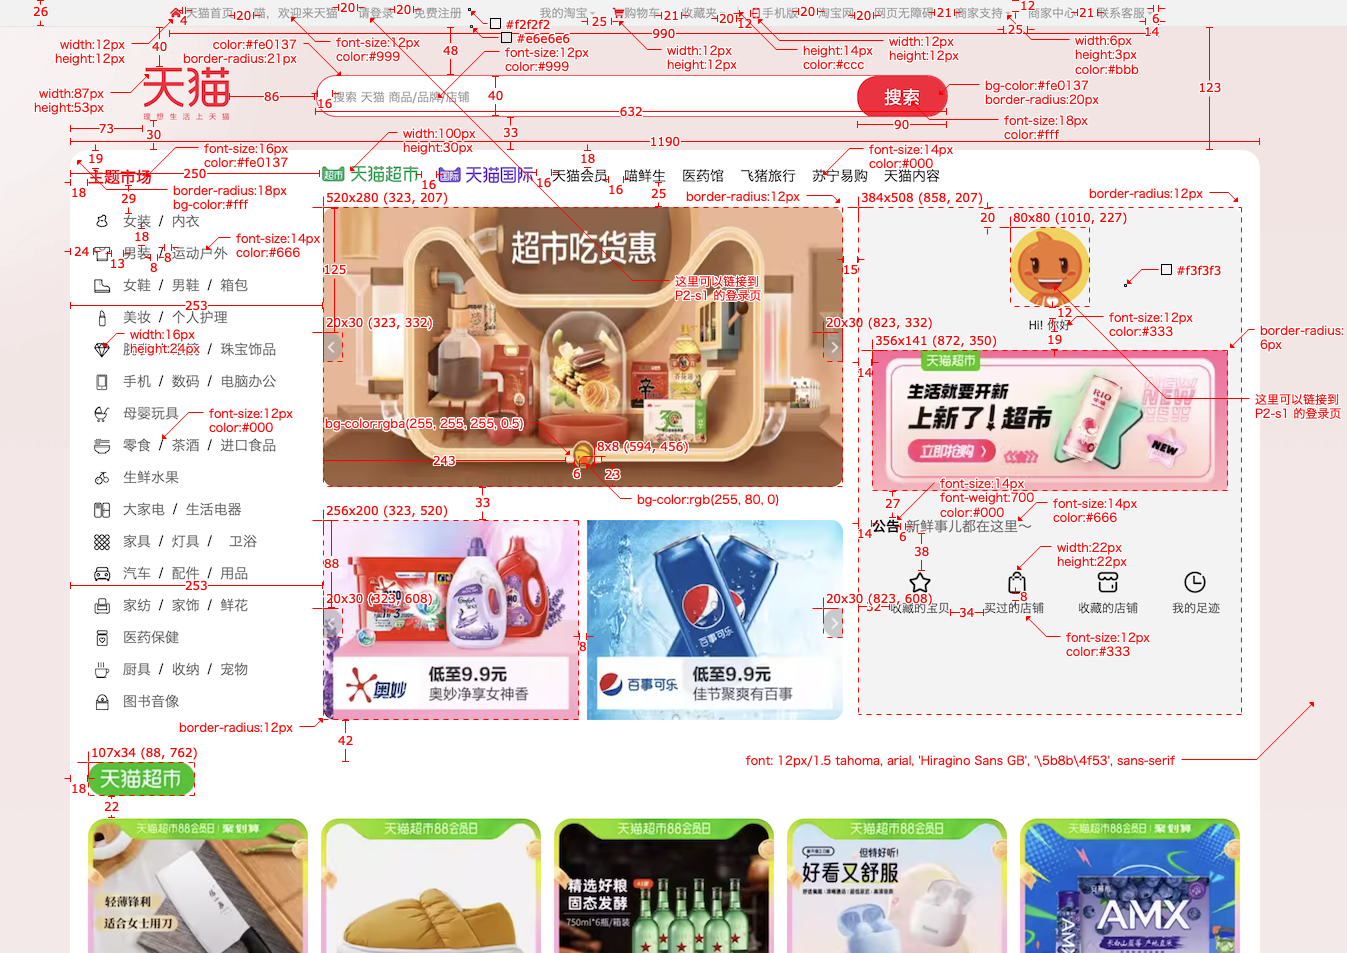 天猫首页
喵，欢迎来天猫
请登录
免费注册
我的淘宝
购物车
收藏夹
手机版
淘宝网
网页无障碍
商家支持
商家中心
联系客服
26
4
20
20
20
25
21
20
12
20
20
21
25
12
21
6
14
990
#f2f2f2
#e6e6e6
width:12px
height:12px
40
color:#fe0137
border-radius:21px
font-size:12px
color:#999
48
font-size:12px
color:#999
width:12px
height:12px
height:14px
color:#ccc
width:12px
height:12px
width:6px
height:3px
color:#bbb
123
width:87px
height:53px
天猫
理想生活上天猫
86
16
搜索 天猫 商品/品牌/店铺
40
632
搜索
90
bg-color:#fe0137
border-radius:20px
font-size:18px
color:#fff
73
30
33
1190
width:100px
height:30px
19
font-size:16px
color:#fe0137
250
18
主题市场
border-radius:18px
bg-color:#fff
29
天猫超市
16
天猫国际
16
18
天猫会员
16
喵鲜生
医药馆
飞猪旅行
苏宁易购
天猫内容
font-size:14px
color:#000
25
520x280 (323, 207)
border-radius:12px
384x508 (858, 207)
border-radius:12px
女装 / 内衣
18
男装 / 运动户外
24
13
8
8
font-size:14px
color:#666
女鞋 / 男鞋 / 箱包
253
美妆 / 个人护理
width:16px
height:24px
珠宝饰品
手机 / 数码 / 电脑办公
母婴玩具
font-size:12px
color:#000
零食 / 茶酒 / 进口食品
生鲜水果
大家电 / 生活电器
家具 / 灯具 / 卫浴
汽车 / 配件 / 用品
253
家纺 / 家饰 / 鲜花
医药保健
厨具 / 收纳 / 宠物
图书音像
超市吃货惠
125
20x30 (323, 332)
20x30 (823, 332)
这里可以链接到
P2-s1 的登录页
bg-color:rgba(255, 255, 255, 0.5)
243
8x8 (594, 456)
6
23
bg-color:rgb(255, 80, 0)
33
15
20
80x80 (1010, 227)
#f3f3f3
12
Hi! 你好
font-size:12px
color:#333
19
border-radius:
6px
356x141 (872, 350)
14
天猫超市
生活就要开新
上新了! 超市
立即抢购
RIO
NEW
NEW
这里可以链接到
P2-s1 的登录页
27
font-size:14px
font-weight:700
color:#000
14
公告
6
新鲜事儿都在这里～
font-size:14px
color:#666
38
width:22px
height:22px
8
32
收藏的宝贝
34
买过的店铺
收藏的店铺
我的足迹
font-size:12px
color:#333
256x200 (323, 520)
88
20x30 (323, 608)
20x30 (823, 608)
8
奥妙
低至9.9元
奥妙净享女神香
百事可乐
百事可乐
低至9.9元
佳节聚爽有百事
border-radius:12px
42
107x34 (88, 762)
18
天猫超市
22
font: 12px/1.5 tahoma, arial, 'Hiragino Sans GB', '\5b8b\4f53', sans-serif
天猫超市88会员日 聚划算
轻薄锋利
适合女士用刀
天猫超市88会员日
天猫超市88会员日
精选好粮
固态发酵
750ml*6瓶/箱装
天猫超市88会员日
但特好听!
好看又舒服
天猫超市88会员日 聚划算
AMX
AMX